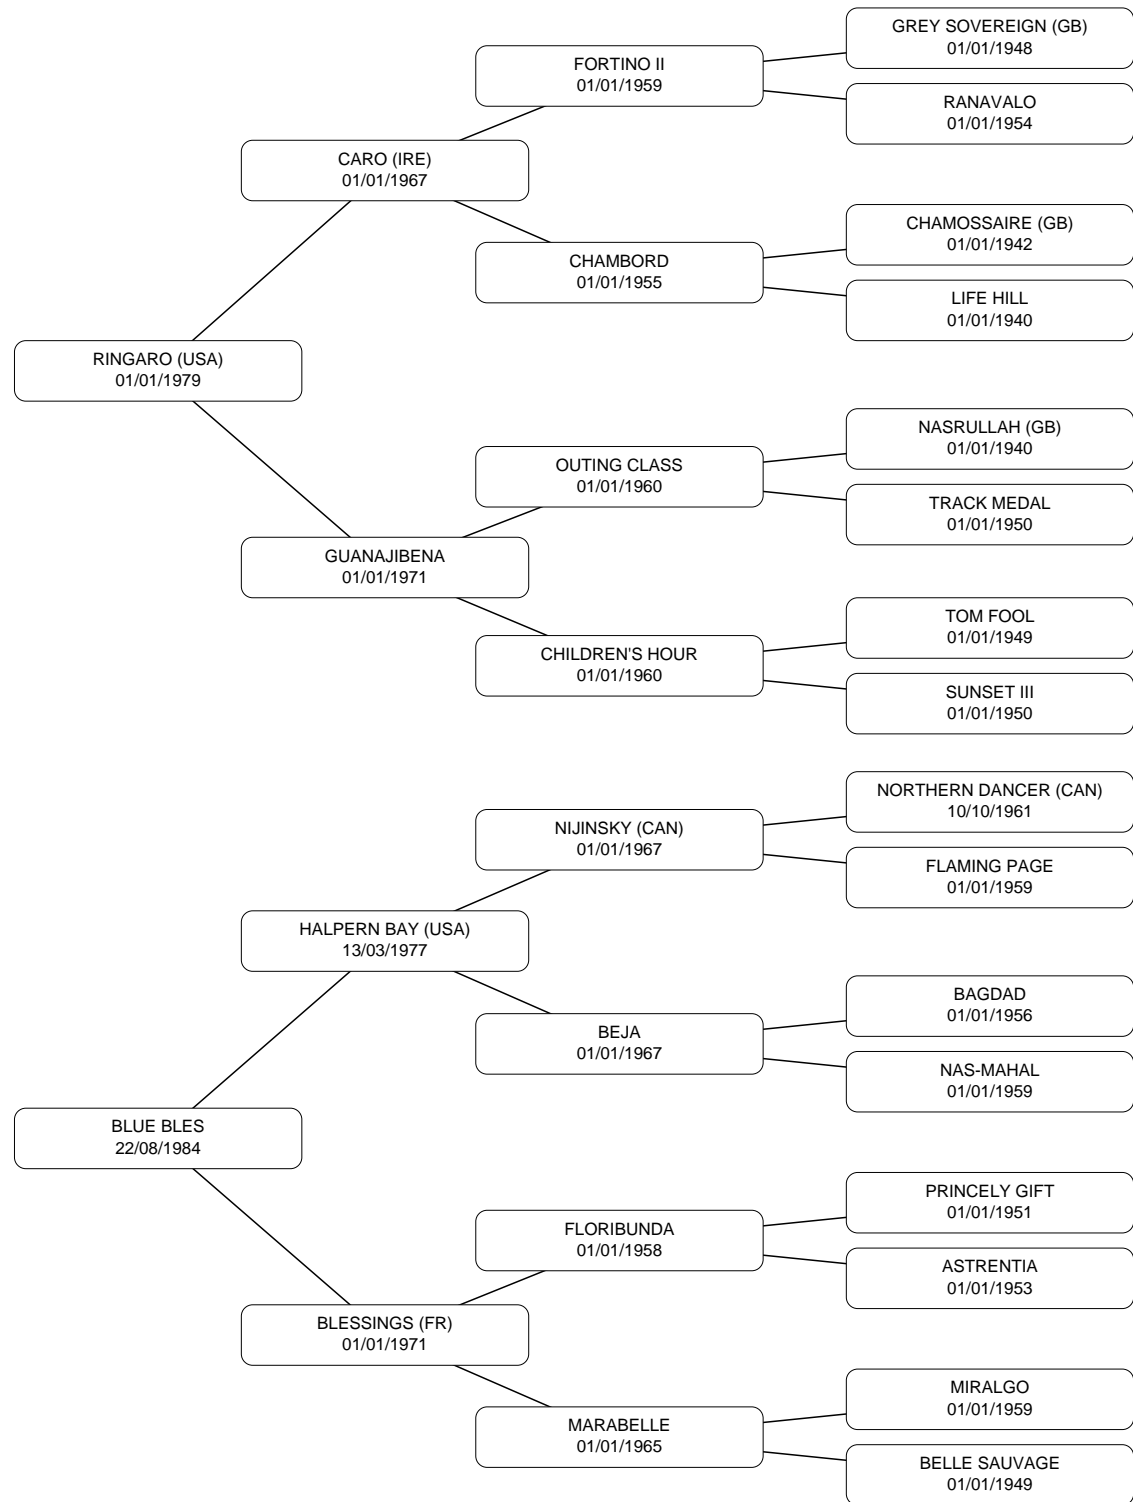 GREY SOVEREIGN (GB)
01/01/1948
FORTINO II
01/01/1959
RANAVALO
01/01/1954
CARO (IRE)
01/01/1967
CHAMOSSAIRE (GB)
01/01/1942
CHAMBORD
01/01/1955
LIFE HILL
01/01/1940
RINGARO (USA)
01/01/1979
NASRULLAH (GB)
01/01/1940
OUTING CLASS
01/01/1960
TRACK MEDAL
01/01/1950
GUANAJIBENA
01/01/1971
TOM FOOL
01/01/1949
CHILDREN'S HOUR
01/01/1960
SUNSET III
01/01/1950
NORTHERN DANCER (CAN)
10/10/1961
NIJINSKY (CAN)
01/01/1967
FLAMING PAGE
01/01/1959
HALPERN BAY (USA)
13/03/1977
BAGDAD
01/01/1956
BEJA
01/01/1967
NAS-MAHAL
01/01/1959
BLUE BLES
22/08/1984
PRINCELY GIFT
01/01/1951
FLORIBUNDA
01/01/1958
ASTRENTIA
01/01/1953
BLESSINGS (FR)
01/01/1971
MIRALGO
01/01/1959
MARABELLE
01/01/1965
BELLE SAUVAGE
01/01/1949